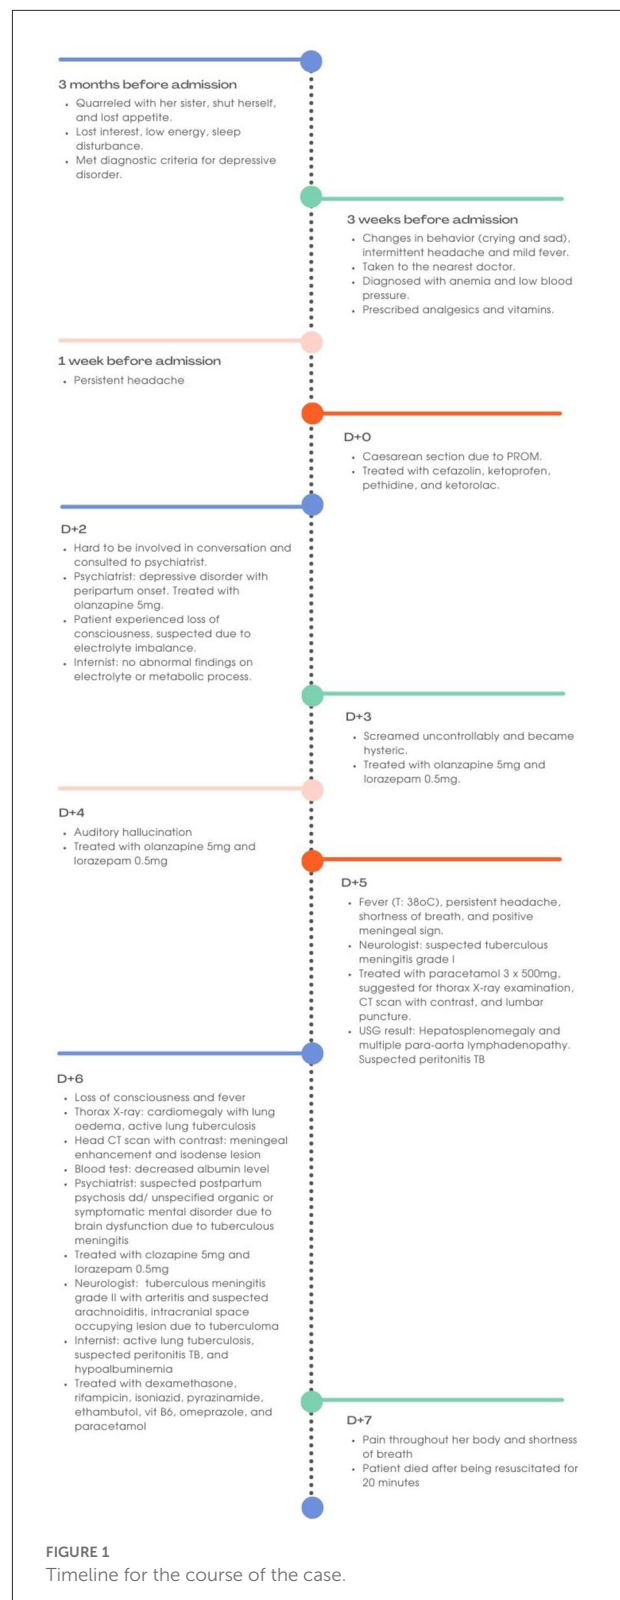 3 months before admission
• Quarreled with her sister, shut herself,
and lost appetite.
• Lost interest, low energy, sleep
disturbance.
• Met diagnostic criteria for depressive
disorder.
3 weeks before admission
• Changes in behavior (crying and sad),
intermittent headache and mild fever.
• Taken to the nearest doctor.
• Diagnosed with anemia and low blood
pressure.
• Prescribed analgesics and vitamins.
1 week before admission
• Persistent headache
D+0
• Caesarean section due to PROM.
• Treated with cefazolin, ketoprofen,
pethidine, and ketorolac.
D+2
• Hard to be involved in conversation and
consulted to psychiatrist.
• Psychiatrist: depressive disorder with
peripartum onset. Treated with
olanzapine 5mg.
• Patient experienced loss of
consciousness, suspected due to
electrolyte imbalance.
• Internist: no abnormal findings on
electrolyte or metabolic process.
D+3
• Screamed uncontrollably and became
hysteric.
• Treated with olanzapine 5mg and
lorazepam 0.5mg.
D+4
• Auditory hallucination
• Treated with olanzapine 5mg and
lorazepam 0.5mg
D+5
• Fever (T: 38oC), persistent headache,
shortness of breath, and positive
meningeal sign.
• Neurologist: suspected tuberculous
meningitis grade I
• Treated with paracetamol 3 x 500mg,
suggested for thorax X-ray examination,
CT scan with contrast, and lumbar
puncture.
• USG result: Hepatosplenomegaly and
multiple para-aorta lymphadenopathy.
Suspected peritonitis TB
D+6
• Loss of consciousness and fever
• Thorax X-ray: cardiomegaly with lung
oedema, active lung tuberculosis
• Head CT scan with contrast: meningeal
enhancement and isodense lesion
• Blood test: decreased albumin level
• Psychiatrist: suspected postpartum
psychosis dd/ unspecified organic or
symptomatic mental disorder due to
brain dysfunction due to tuberculous
meningitis
• Treated with clozapine 5mg and
lorazepam 0.5mg
• Neurologist: tuberculous meningitis
grade II with arteritis and suspected
arachnoiditis, intracranial space
occupying lesion due to tuberculoma
• Internist: active lung tuberculosis,
suspected peritonitis TB, and
hypoalbuminemia
• Treated with dexamethasone,
rifampicin, isoniazid, pyrazinamide,
ethambutol, vit B6, omeprazole, and
paracetamol
D+7
• Pain throughout her body and shortness
of breath
• Patient died after being resuscitated for
20 minutes
FIGURE 1
Timeline for the course of the case.